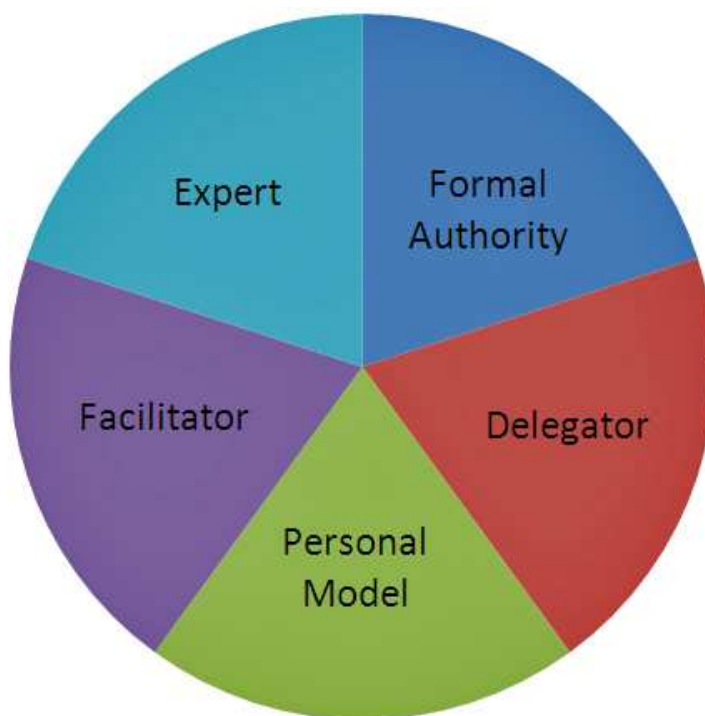 Expert
Formal
Authority
Facilitator
Delegator
Personal
Model